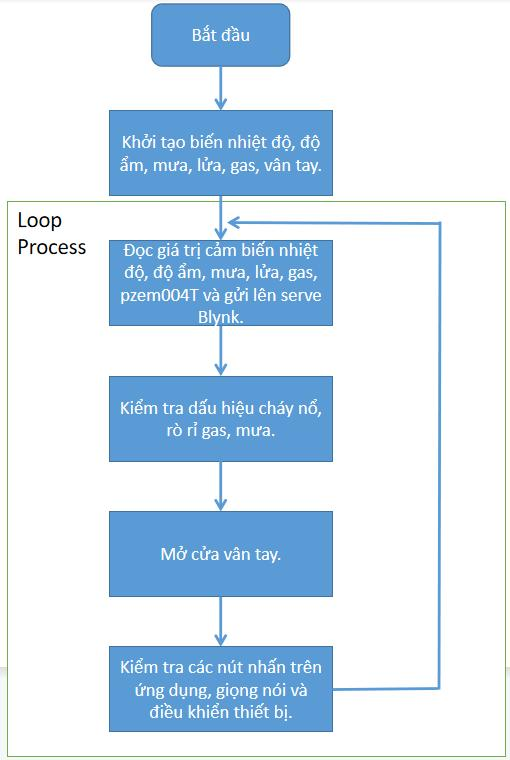 Bắt đầu
Khởi tạo biến nhiệt độ, độ
ẩm, mưa, lửa, gas, vân tay.
Loop
Process
Đọc giá trị cảm biến nhiệt
độ, độ ẩm, mưa, lửa, gas,
pzem004T và gửi lên serve
Blynk.
Kiểm tra dấu hiệu cháy nổ,
rò rỉ gas, mưa.
Mở cửa vân tay.
Kiểm tra các nút nhấn trên
ứng dụng, giọng nói và
điều khiển thiết bị.